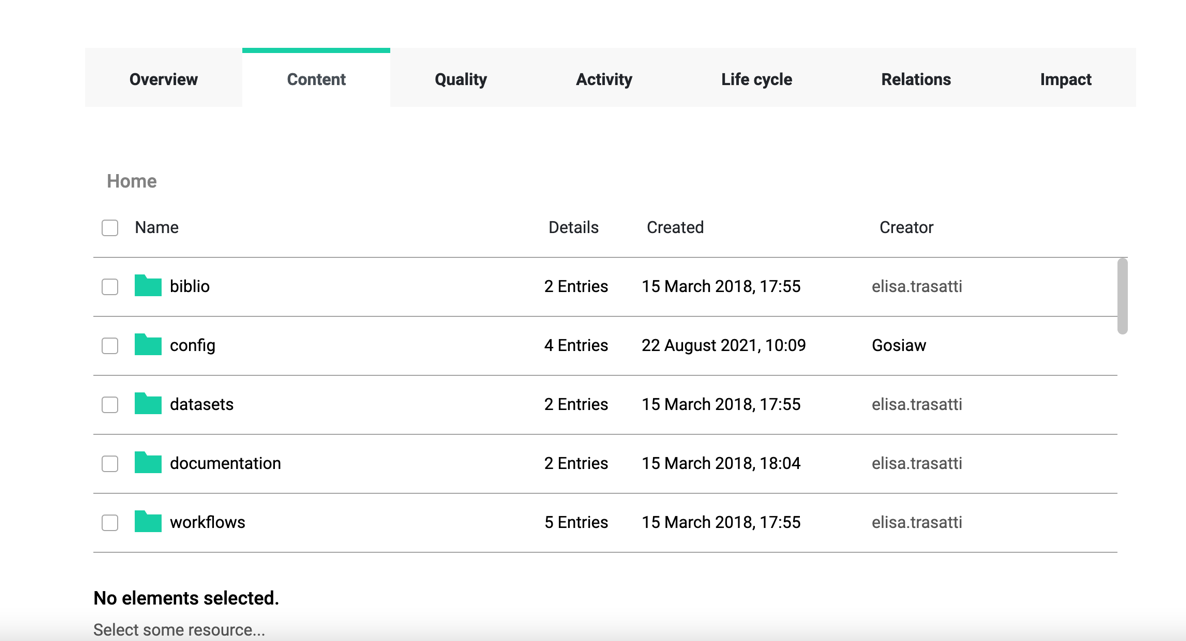 Overview Content Quality Activity Life cycle Relations Impact
Home
Name Details Created Creator
biblio 2 Entries 15 March 2018, 17:55 elisa.trasatti
config 4 Entries 22 August 2021, 10:09 Gosiaw
datasets 2 Entries 15 March 2018, 17:55 elisa.trasatti
documentation 2 Entries 15 March 2018, 18:04 elisa.trasatti
workflows 5 Entries 15 March 2018, 17:55 elisa.trasatti
No elements selected.
Select some resource...